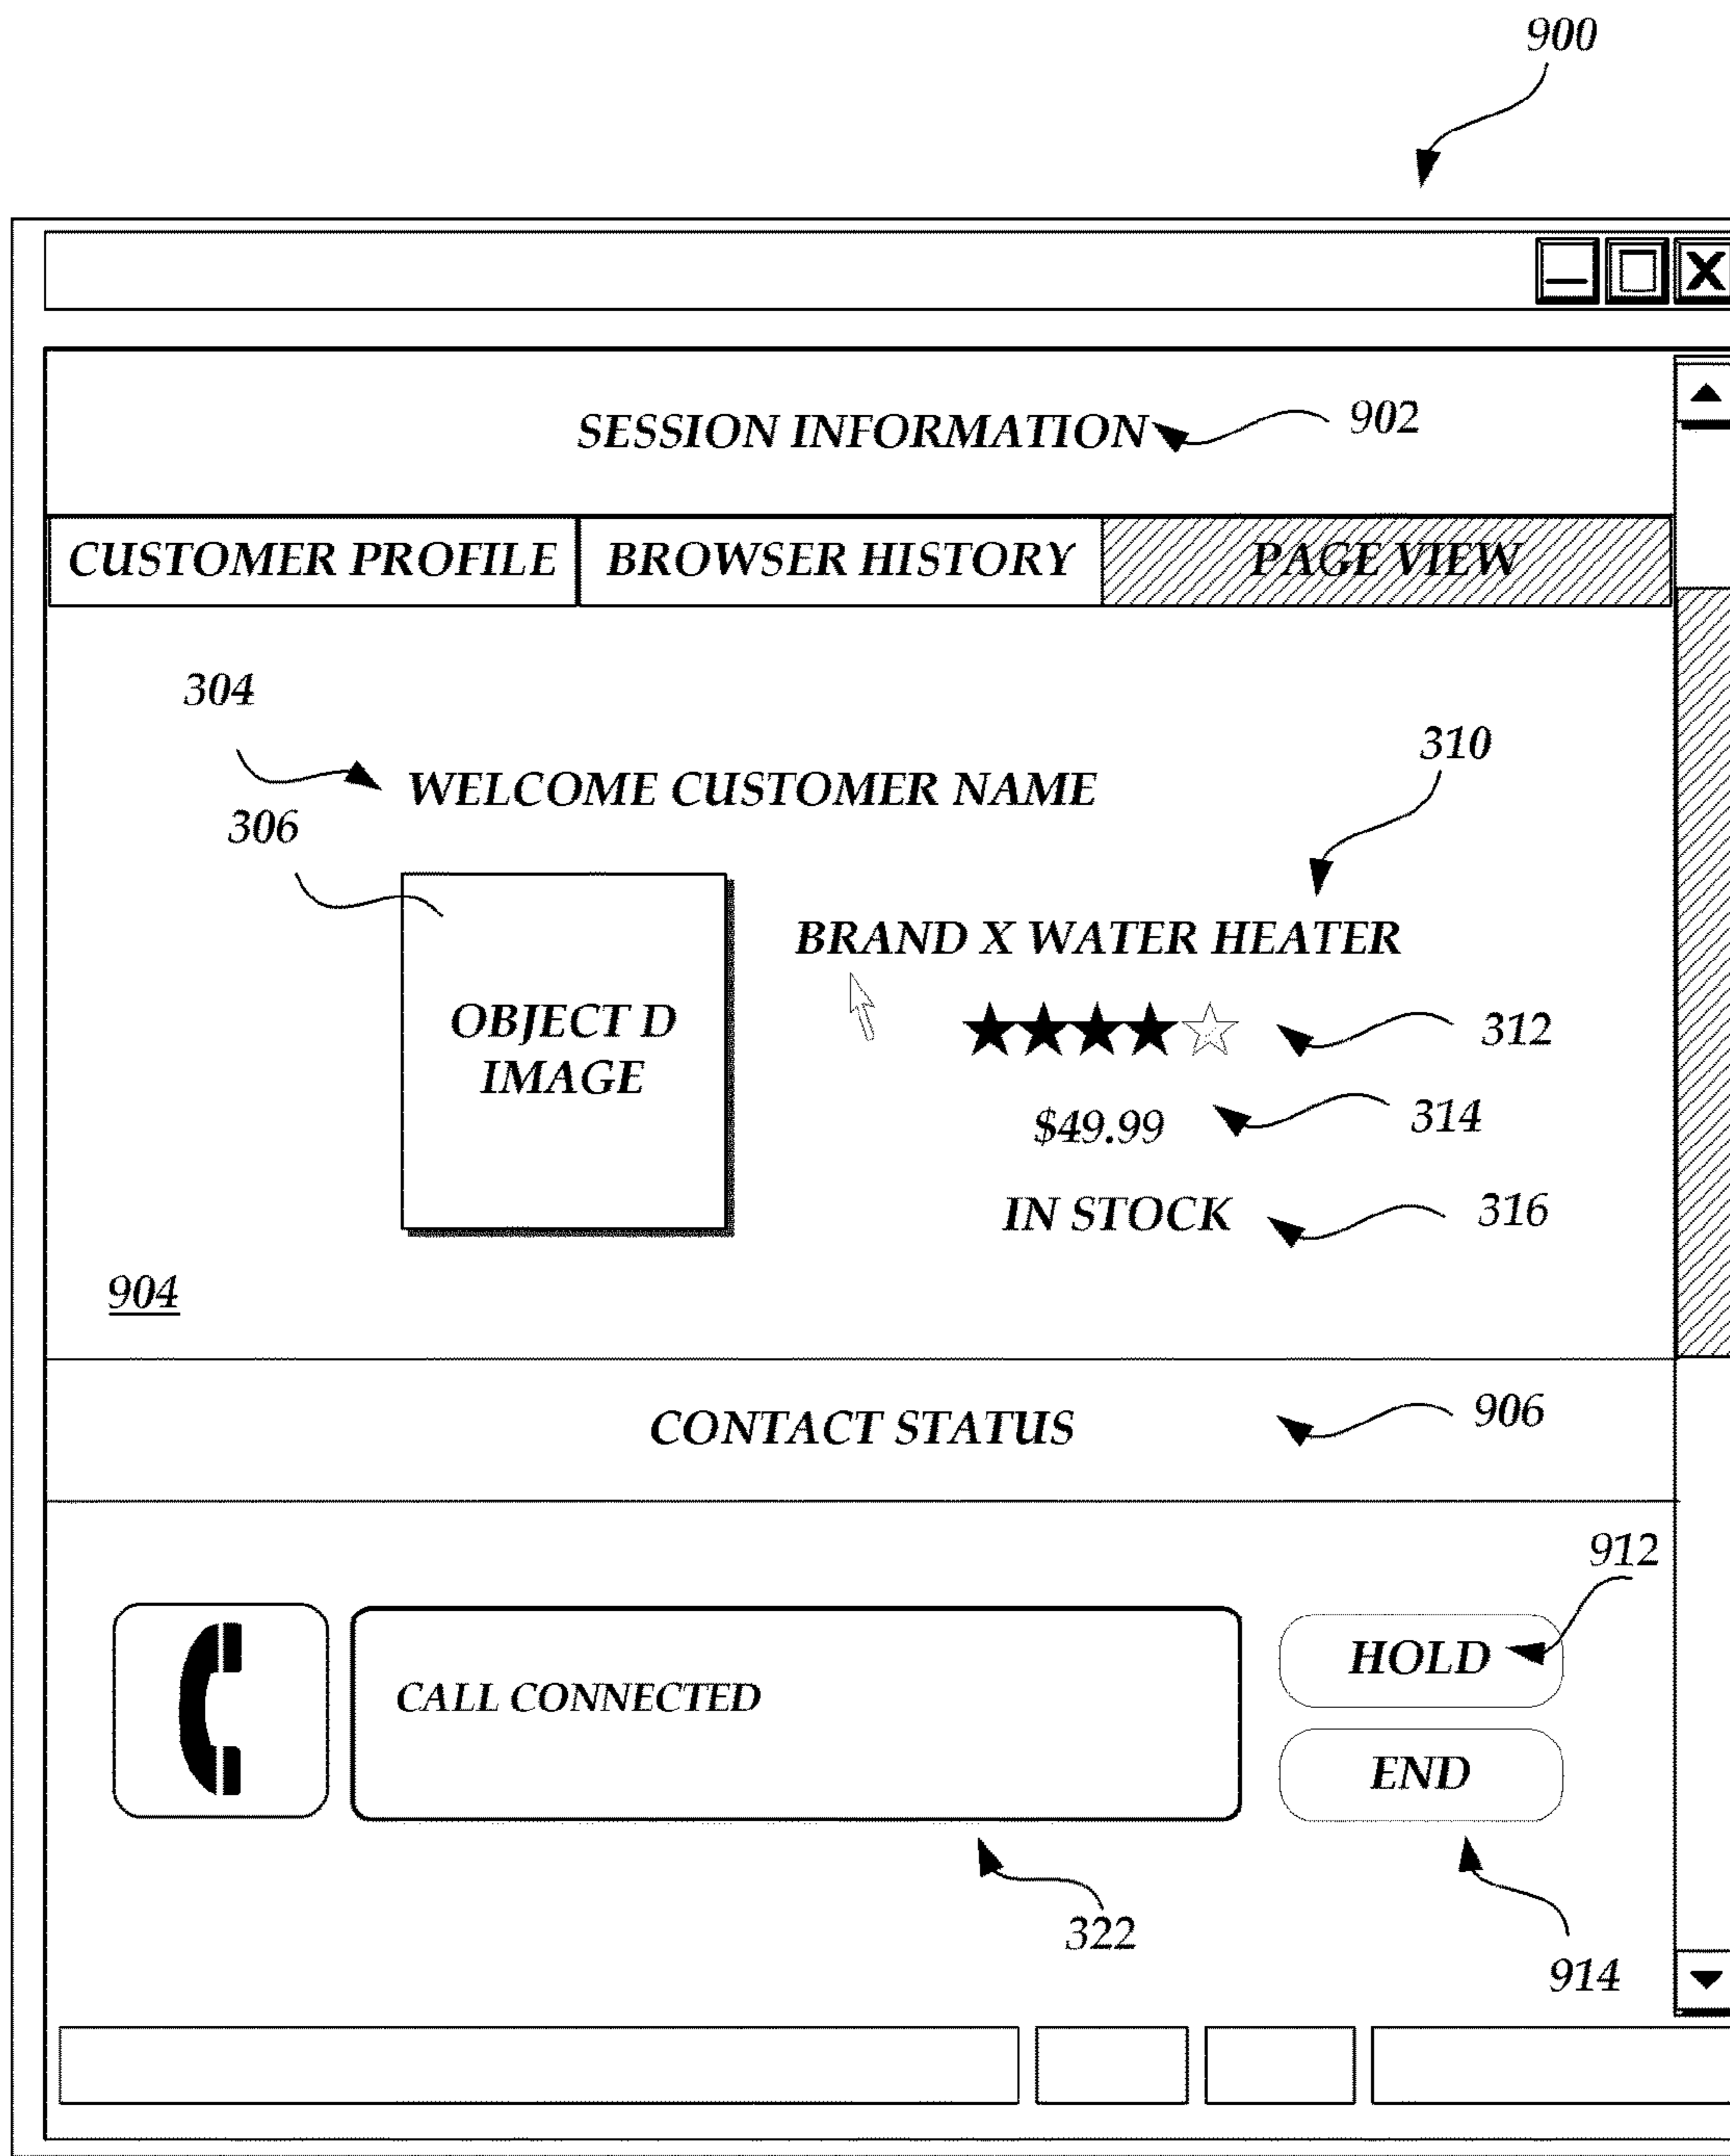 900
SESSION INFORMATION 902
CUSTOMER PROFILE BROWSER HISTORY PAGE VIEW
304
310
WELCOME CUSTOMER NAME
306
BRAND X WATER HEATER
OBJECT D
IMAGE
312
$49.99 314
IN STOCK 316
904
CONTACT STATUS 906
912
HOLD
CALL CONNECTED
END
322
914